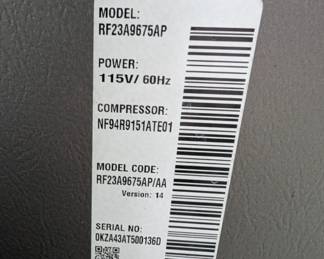 MODEL:
RF23A9675AP
POWER:
115V/ 60Hz
COMPRESSOR:
NF94R9151ATE01
MODEL CODE:
RF23A9675AP/AA
Version: 14
SERIAL NO:
0KZA43AT500136D